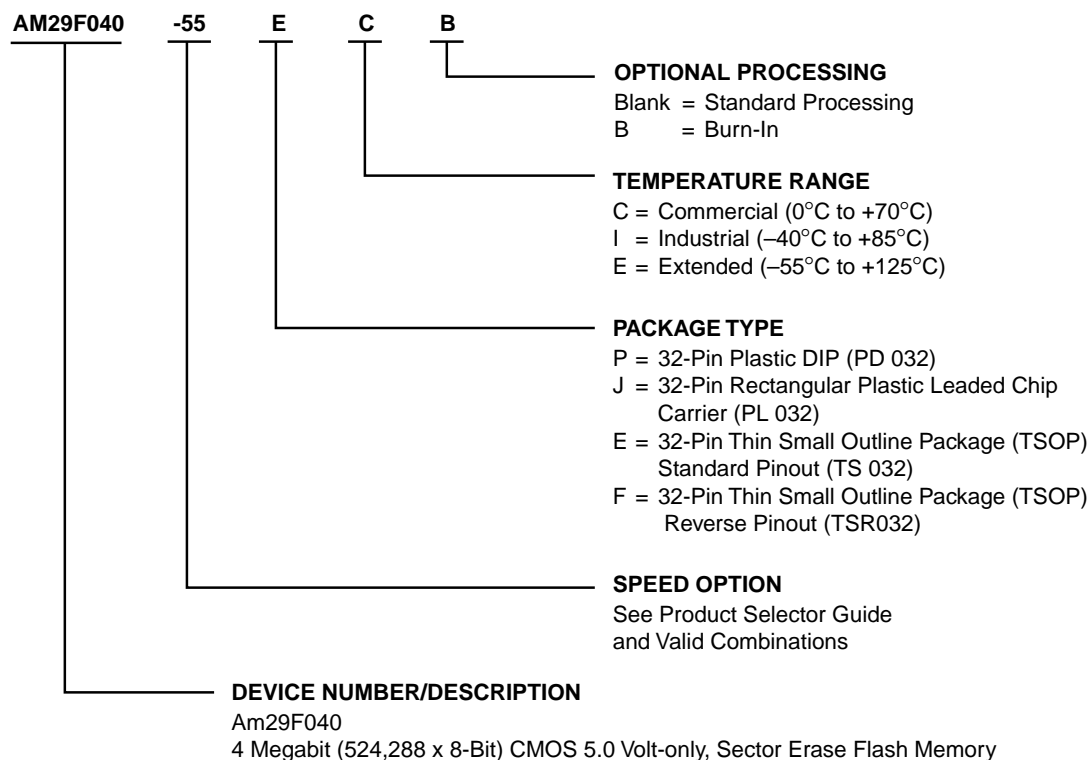 AM29F040 -55 E C B
OPTIONAL PROCESSING
Blank = Standard Processing
B = Burn-In
TEMPERATURE RANGE
C = Commercial (0°C to +70°C)
I = Industrial (–40°C to +85°C)
E = Extended (–55°C to +125°C)
PACKAGE TYPE
P = 32-Pin Plastic DIP (PD 032)
J = 32-Pin Rectangular Plastic Leaded Chip
Carrier (PL 032)
E = 32-Pin Thin Small Outline Package (TSOP)
Standard Pinout (TS 032)
F = 32-Pin Thin Small Outline Package (TSOP)
Reverse Pinout (TSR032)
SPEED OPTION
See Product Selector Guide
and Valid Combinations
DEVICE NUMBER/DESCRIPTION
Am29F040
4 Megabit (524,288 x 8-Bit) CMOS 5.0 Volt-only, Sector Erase Flash Memory